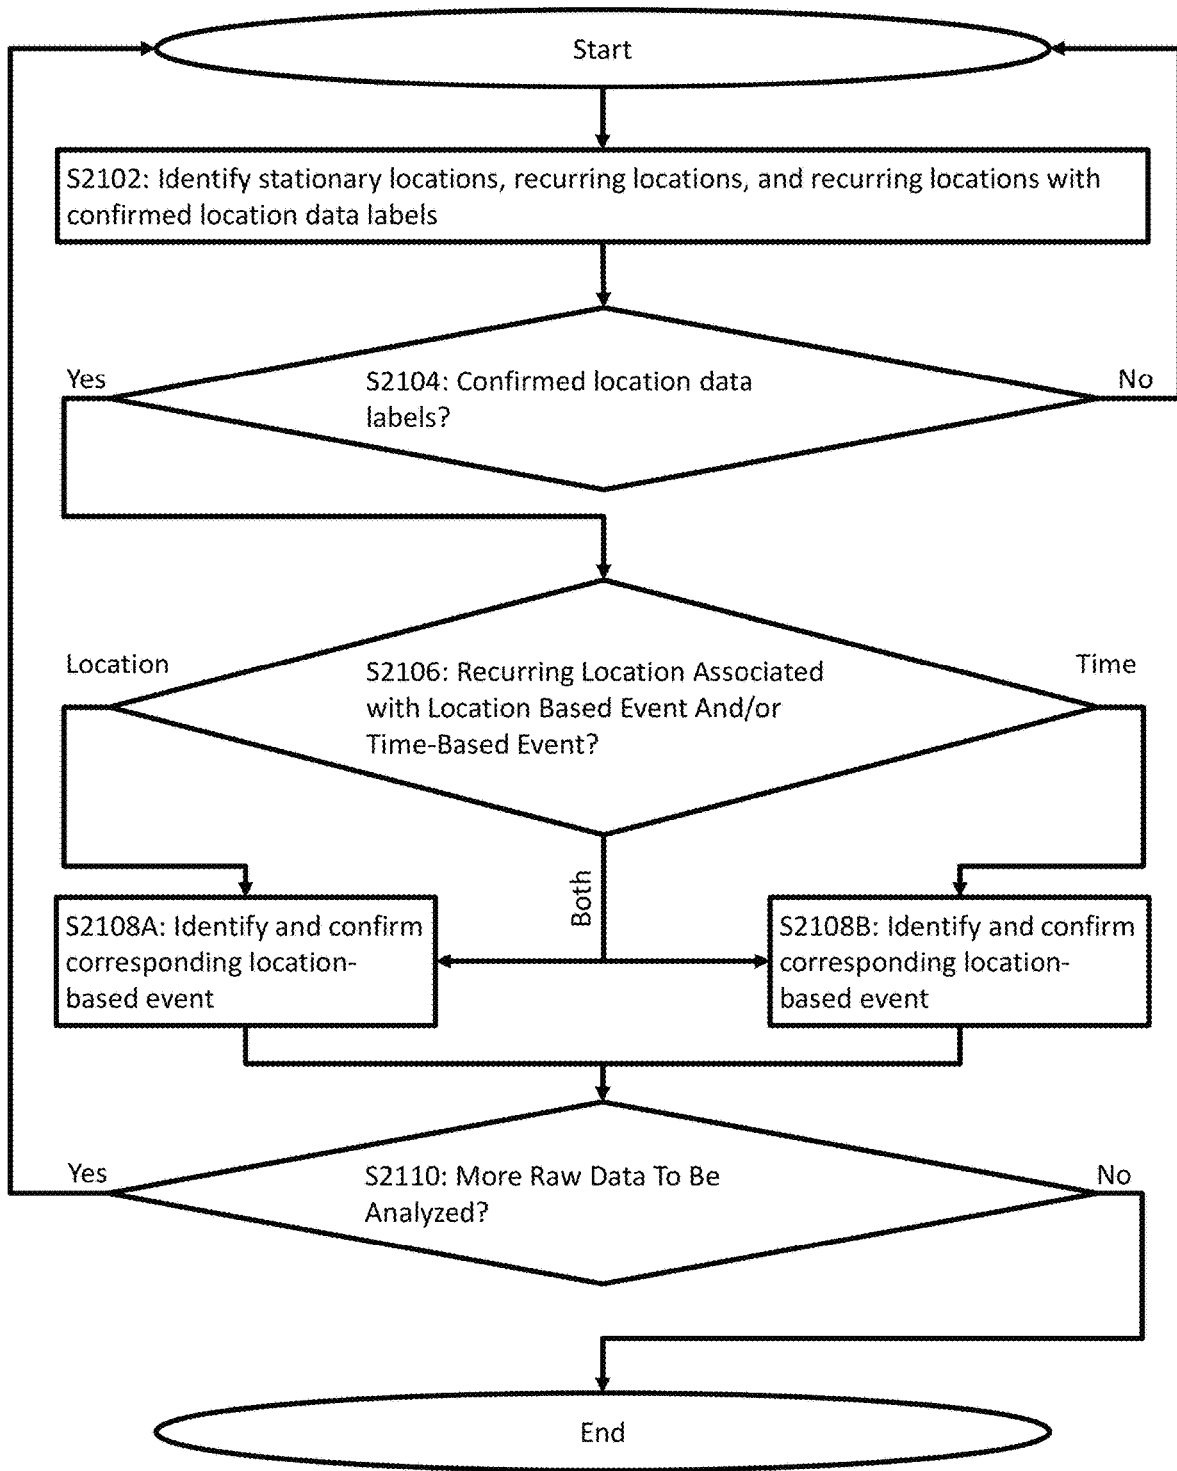 Start
S2102: Identify stationary locations, recurring locations, and recurring locations with
confirmed location data labels
Yes
S2104: Confirmed location data
labels?
No
Location
S2106: Recurring Location Associated
with Location Based Event And/or
Time-Based Event?
Time
Both
S2108A: Identify and confirm
corresponding location-
based event
S2108B: Identify and confirm
corresponding location-
based event
Yes
S2110: More Raw Data To Be
Analyzed?
No
End